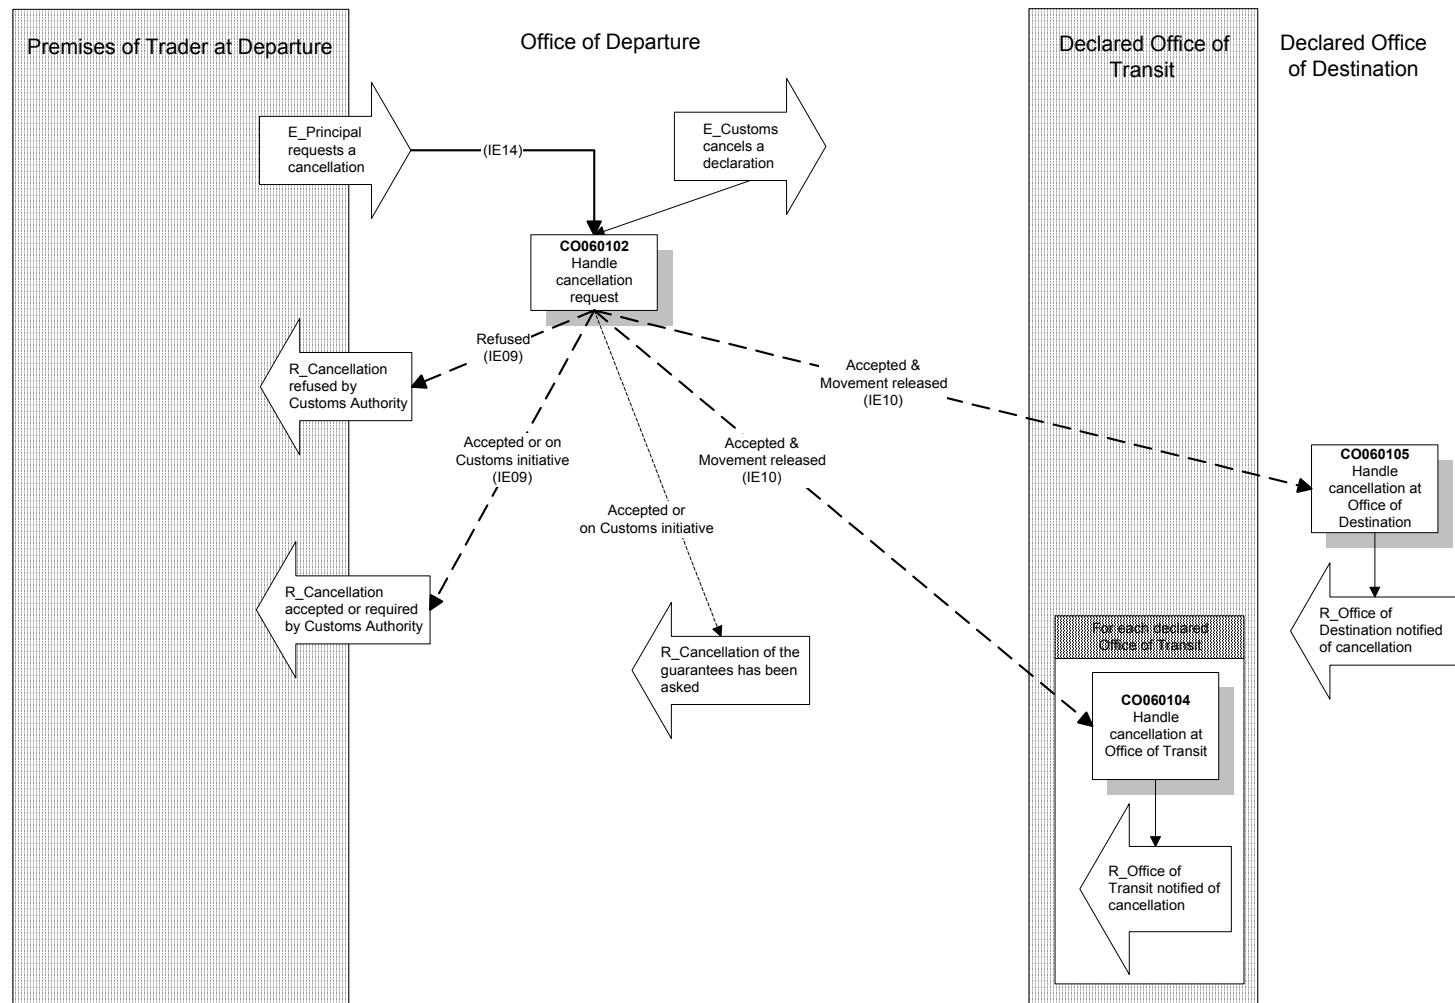 Premises of Trader at Departure
Office of Departure
Declared Office of
Transit
Declared Office
of Destination
E_Principal
requests a
cancellation
(IE14)
E_Customs
cancels a
declaration
CO060102
Handle
cancellation
request
Refused
(IE09)
R_Cancellation
refused by
Customs Authority
Accepted &
Movement released
(IE10)
Accepted or on
Customs initiative
(IE09)
Accepted &
Movement released
(IE10)
Accepted or
on Customs initiative
CO060105
Handle
cancellation at
Office of
Destination
R_Cancellation
accepted or required
by Customs Authority
R_Office of
Destination notified
of cancellation
R_Cancellation of the
guarantees has been
asked
For each declared
Office of Transit
CO060104
Handle
cancellation at
Office of Transit
R_Office of
Transit notified of
cancellation